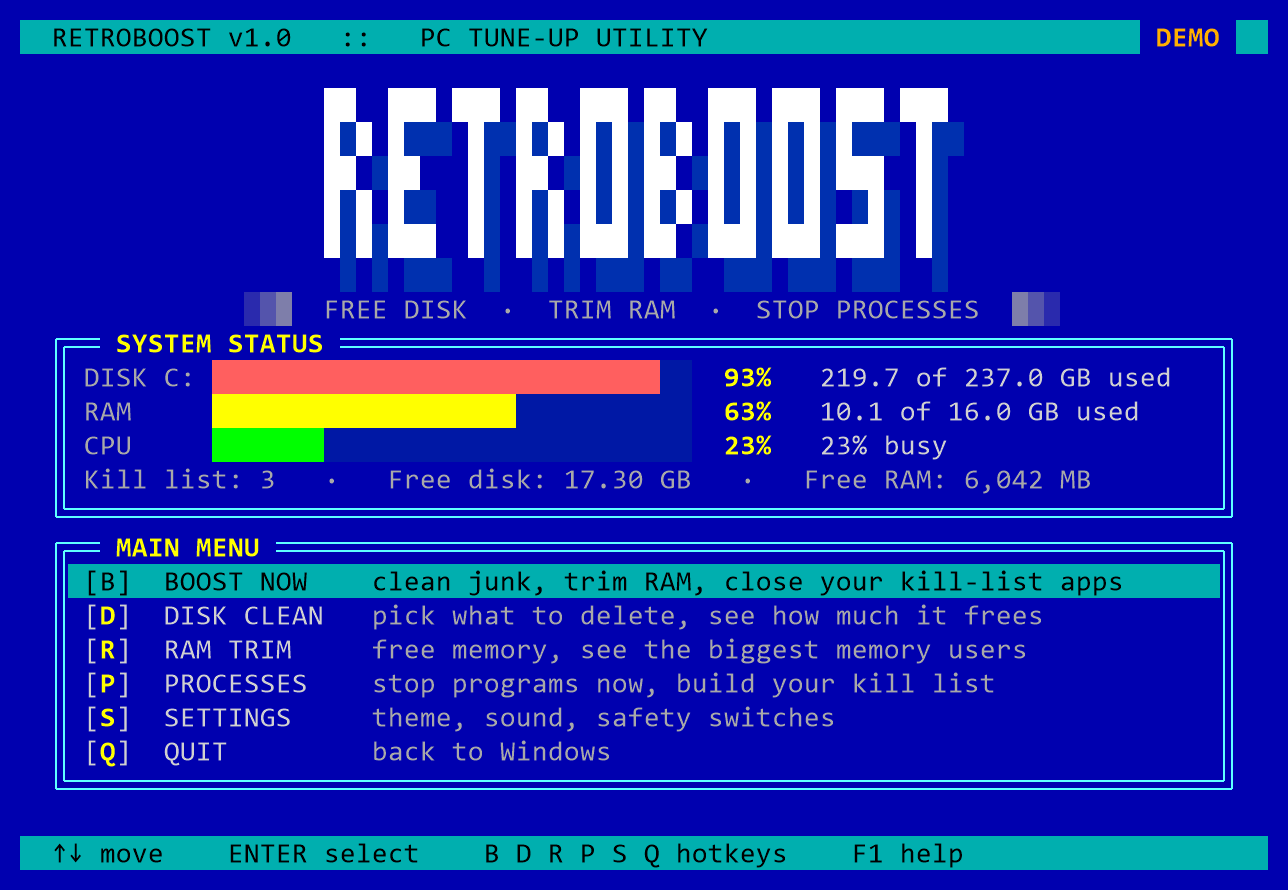 RETROBOOST v1.0 :: PC TUNE-UP UTILITY DEMO
RETROBOOST
FREE DISK · TRIM RAM · STOP PROCESSES
SYSTEM STATUS
DISK C: 93% 219.7 of 237.0 GB used
RAM 63% 10.1 of 16.0 GB used
CPU 23% 23% busy
Kill list: 3 · Free disk: 17.30 GB · Free RAM: 6,042 MB
MAIN MENU
[B] BOOST NOW clean junk, trim RAM, close your kill-list apps
[D] DISK CLEAN pick what to delete, see how much it frees
[R] RAM TRIM free memory, see the biggest memory users
[P] PROCESSES stop programs now, build your kill list
[S] SETTINGS theme, sound, safety switches
[Q] QUIT back to Windows
↑↓ move ENTER select B D R P S Q hotkeys F1 help